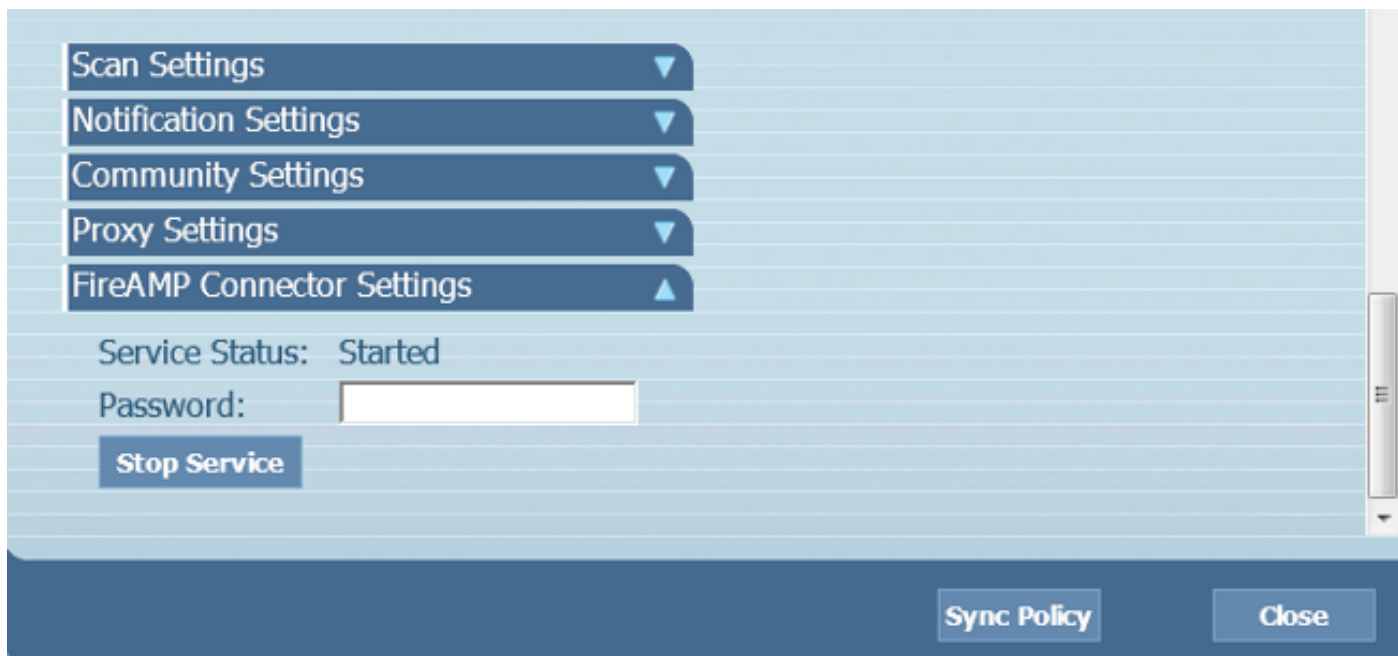 Scan Settings
Notification Settings
Community Settings
Proxy Settings
FireAMP Connector Settings
Service Status: Started
Password:
Stop Service
Sync Policy Close